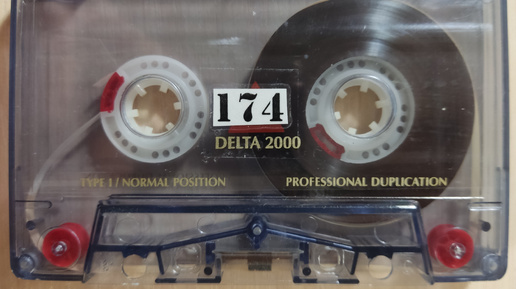 174
DELTA 2000
TYPE I / NORMAL POSITION
PROFESSIONAL DUPLICATION